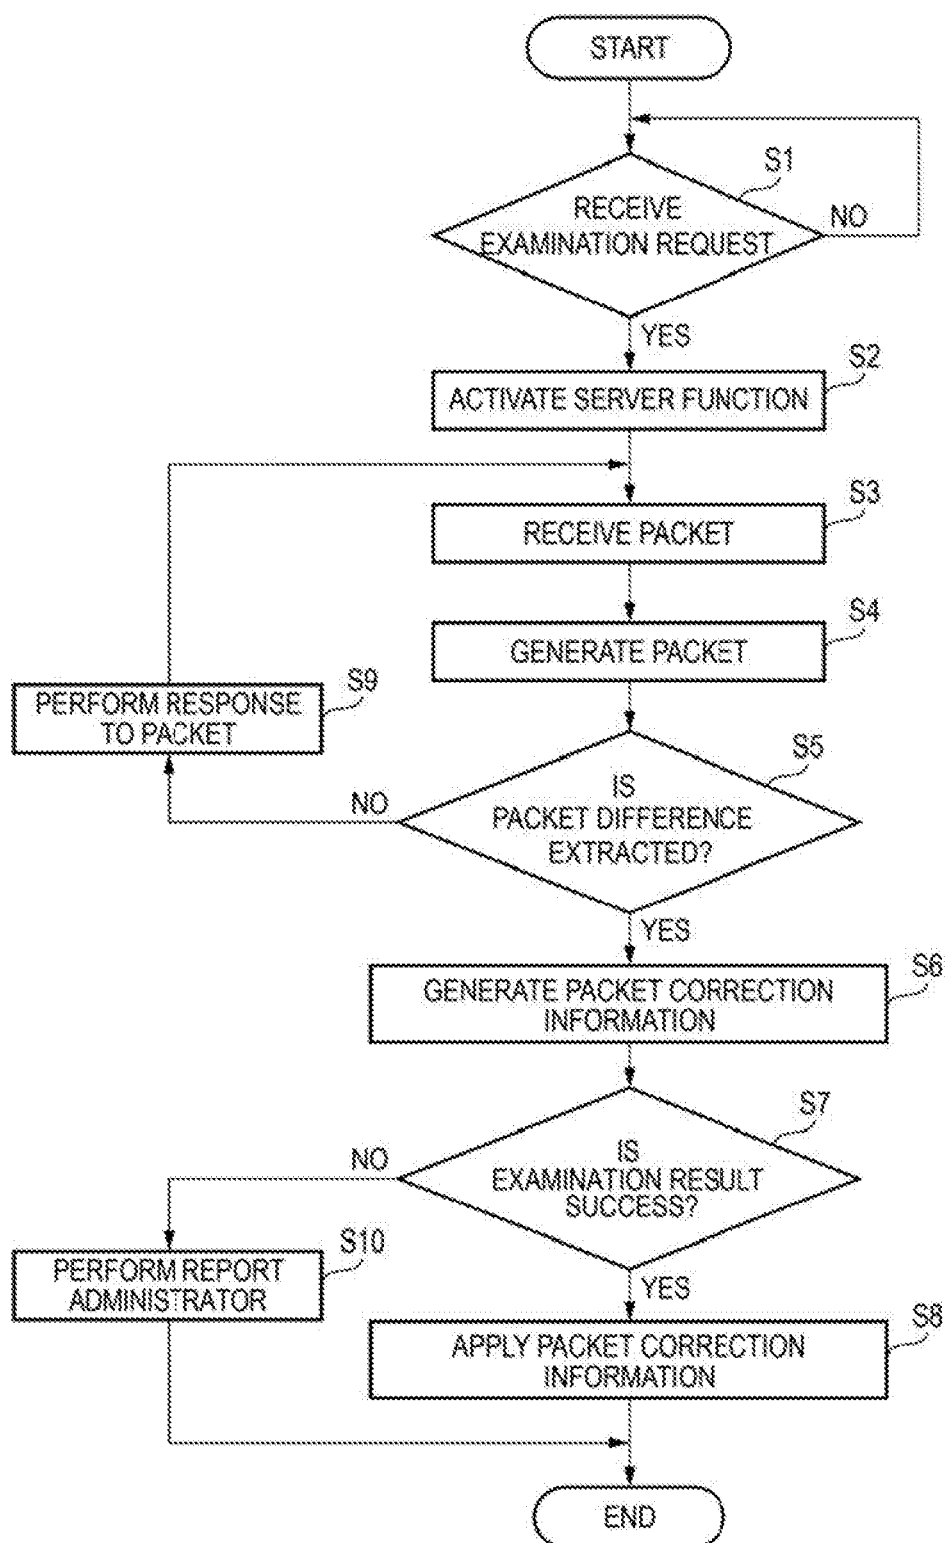 START
S1
RECEIVE
EXAMINATION REQUEST
NO
YES
S2
ACTIVATE SERVER FUNCTION
S3
RECEIVE PACKET
S4
GENERATE PACKET
S9
PERFORM RESPONSE
TO PACKET
S5
IS
PACKET DIFFERENCE
EXTRACTED?
NO
YES
S6
GENERATE PACKET CORRECTION
INFORMATION
S7
IS
EXAMINATION RESULT
SUCCESS?
NO
S10
PERFORM REPORT
ADMINISTRATOR
YES
S8
APPLY PACKET CORRECTION
INFORMATION
END